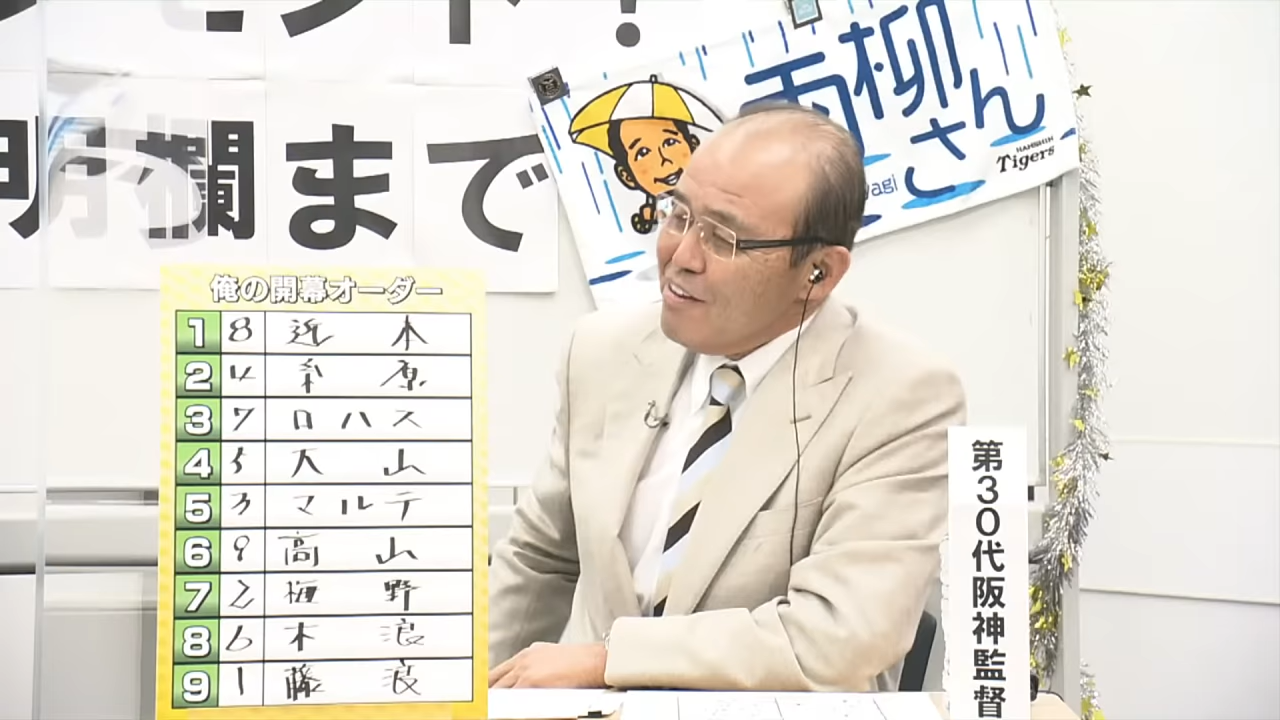 ント!
明欄まで
雨柳さん
HANSHIN
Tigers
俺の開幕オーダー
1 8 近本
2 4 糸原
3 7 ロハス
4 5 大山
5 3 マルテ
6 9 高山
7 2 梅野
8 6 木浪
9 1 藤浪
第30代阪神監督